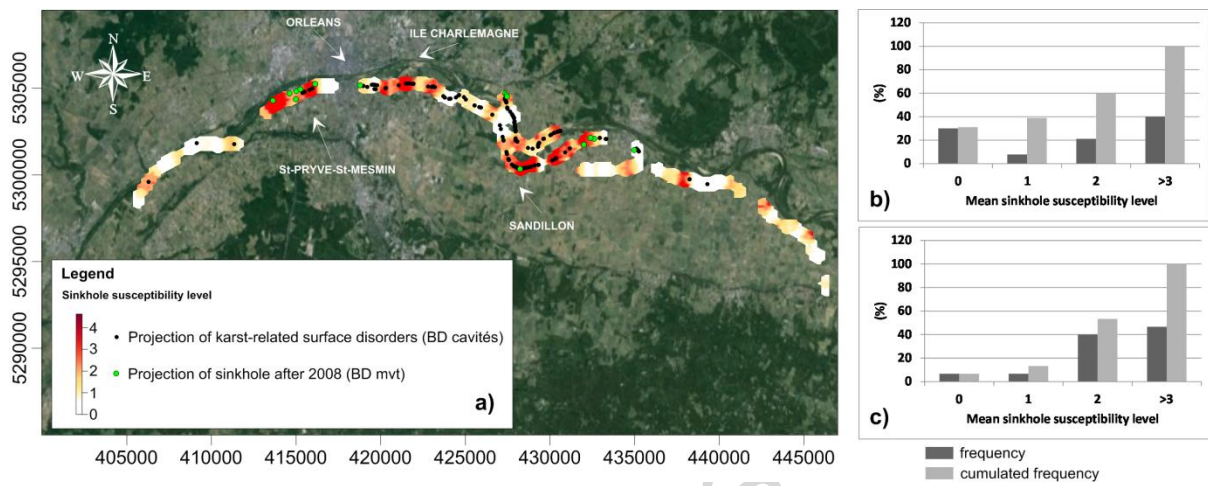 ORLEANS
ILE CHARLEMAGNE
N
W E
S
St-PRYVE-St-MESMIN
SANDILLON
5305000
5300000
5295000
5290000
Legend
Sinkhole susceptibility level
4
3
2
1
0
Projection of karst-related surface disorders (BD cavités)
Projection of sinkhole after 2008 (BD mvt)
a)
405000 410000 415000 420000 425000 430000 435000 440000 445000
120
100
80
60
40
20
0
(%)
0 1 2 >3
Mean sinkhole susceptibility level
b)
120
100
80
60
40
20
0
(%)
0 1 2 >3
Mean sinkhole susceptibility level
c)
frequency
cumulated frequency